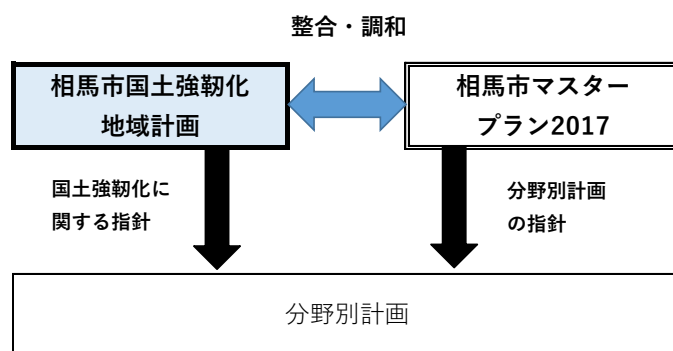 整合・調和
相馬市国土強靭化
地域計画
相馬市マスター
プラン2017
国土強靭化に
関する指針
分野別計画
の指針
分野別計画